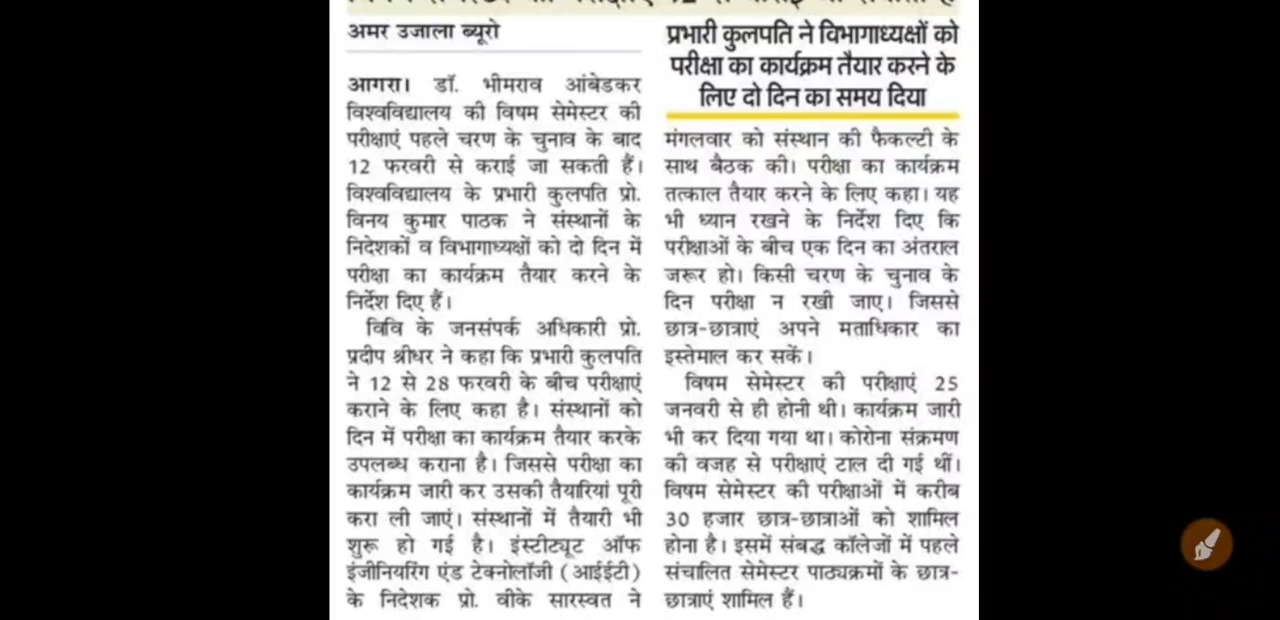 अमर उजाला ब्यूरो
आगरा। डॉ. भीमराव आंबेडकर
विश्वविद्यालय की विषम सेमेस्टर की
परीक्षाएं पहले चरण के चुनाव के बाद
12 फरवरी से कराई जा सकती हैं।
विश्वविद्यालय के प्रभारी कुलपति प्रो.
विनय कुमार पाठक ने संस्थानों के
निदेशकों व विभागाध्यक्षों को दो दिन में
परीक्षा का कार्यक्रम तैयार करने के
निर्देश दिए हैं।
विवि के जनसंपर्क अधिकारी प्रो.
प्रदीप श्रीधर ने कहा कि प्रभारी कुलपति
ने 12 से 28 फरवरी के बीच परीक्षाएं
कराने के लिए कहा है। संस्थानों को
दिन में परीक्षा का कार्यक्रम तैयार करके
उपलब्ध कराना है। जिससे परीक्षा का
कार्यक्रम जारी कर उसकी तैयारियां पूरी
करा ली जाएं। संस्थानों में तैयारी भी
शुरू हो गई है। इंस्टीट्यूट ऑफ
इंजीनियरिंग एंड टेक्नोलॉजी (आईईटी)
के निदेशक प्रो. वीके सारस्वत ने
प्रभारी कुलपति ने विभागाध्यक्षों को
परीक्षा का कार्यक्रम तैयार करने के
लिए दो दिन का समय दिया
मंगलवार को संस्थान की फैकल्टी के
साथ बैठक की। परीक्षा का कार्यक्रम
तत्काल तैयार करने के लिए कहा। यह
भी ध्यान रखने के निर्देश दिए कि
परीक्षाओं के बीच एक दिन का अंतराल
जरूर हो। किसी चरण के चुनाव के
दिन परीक्षा न रखी जाए। जिससे
छात्र-छात्राएं अपने मताधिकार का
इस्तेमाल कर सकें।
विषम सेमेस्टर की परीक्षाएं 25
जनवरी से ही होनी थी। कार्यक्रम जारी
भी कर दिया गया था। कोरोना संक्रमण
की वजह से परीक्षाएं टाल दी गई थीं।
विषम सेमेस्टर की परीक्षाओं में करीब
30 हजार छात्र-छात्राओं को शामिल
होना है। इसमें संबद्ध कॉलेजों में पहले
संचालित सेमेस्टर पाठ्यक्रमों के छात्र-
छात्राएं शामिल हैं।